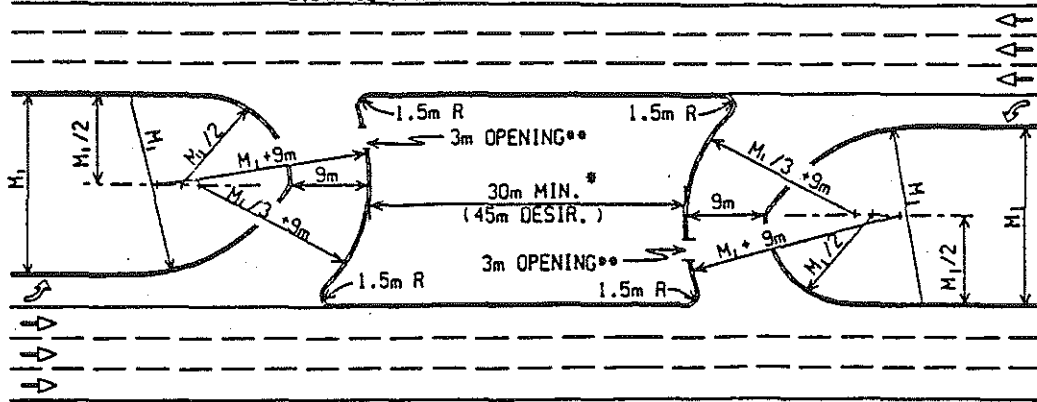 1.5m R
1.5m R
3m OPENING**
M₁
M₁/2
M₁
M₁/2
M₁+9m
9m
M₁/3 +9m
30m MIN.*
(45m DESIR.)
M₁/3 +9m
9m
M₁
M₁
M₁/2
M₁+ 9m
M₁/2
3m OPENING**
1.5m R
1.5m R